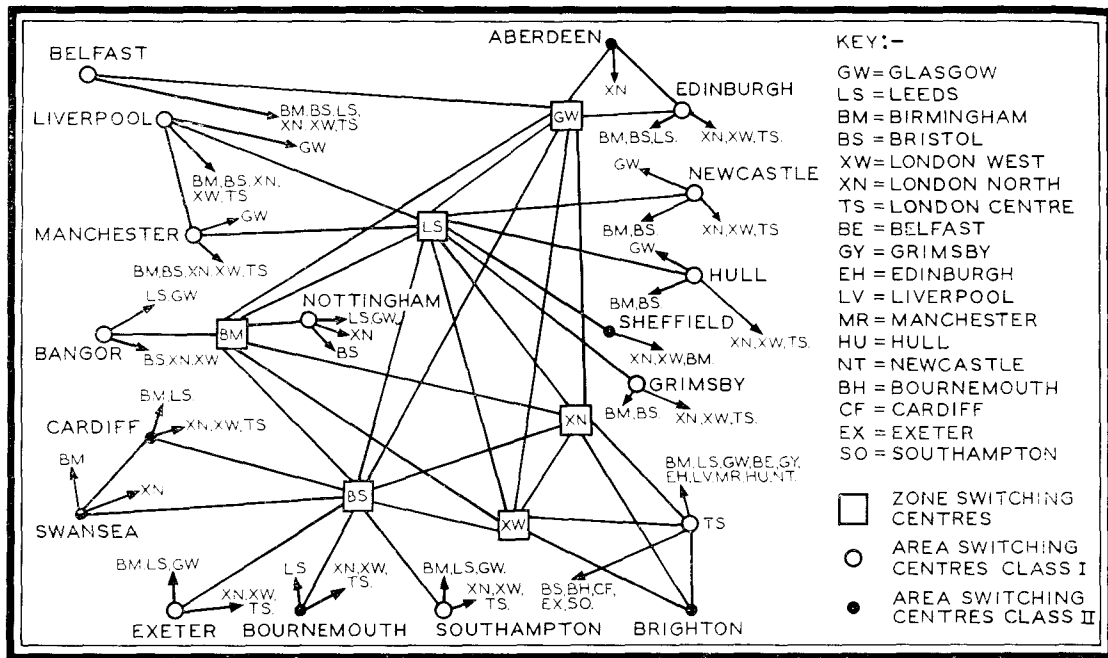 BELFAST
BM,BS,LS,
XN,XW,TS
LIVERPOOL
GW
BM,BS,XN,
XW,TS
MANCHESTER
GW
BM,BS,XN,XW,TS
LS,GW
BANGOR
BS,XN,XW
BM
NOTTINGHAM
LS,GW,
XN
BS
BM,LS.
CARDIFF
XN,XW,TS
BM
XN
SWANSEA
BM,LS,GW
XN,XW,
TS.
EXETER
LS
XN,XW,
TS.
BOURNEMOUTH
BM,LS,GW.
XN,XW,
TS.
SOUTHAMPTON
BS
LS
GW
ABERDEEN
XN
EDINBURGH
BM,BS,LS.
XN,XW,TS.
GW
NEWCASTLE
BM,BS.
XN,XW,TS
GW
HULL
BM,BS
XN,XW,TS.
SHEFFIELD
XN,XW,BM.
GRIMSBY
BM,BS.
XN,XW,TS.
XN
XW
BM,LS,GW,BE,GY,
EH,LV,MR,HU,NT.
TS
BS,BH,CF,
EX,SO.
BRIGHTON
KEY:-
GW = GLASGOW
LS = LEEDS
BM = BIRMINGHAM
BS = BRISTOL
XW = LONDON WEST
XN = LONDON NORTH
TS = LONDON CENTRE
BE = BELFAST
GY = GRIMSBY
EH = EDINBURGH
LV = LIVERPOOL
MR = MANCHESTER
HU = HULL
NT = NEWCASTLE
BH = BOURNEMOUTH
CF = CARDIFF
EX = EXETER
SO = SOUTHAMPTON
ZONE SWITCHING
CENTRES
AREA SWITCHING
CENTRES CLASS I
AREA SWITCHING
CENTRES CLASS II